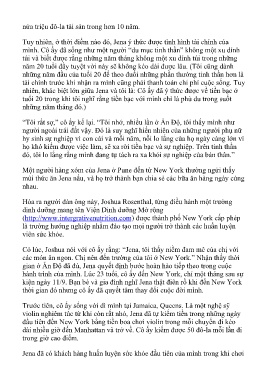 nửa triệu đô-la tài sản trong hơn 10 năm.
Tuy nhiên, ở thời điểm nào đó, Jena ý thức được tình hình tài chính của
mình. Cô ấy đã sống như một người “du mục tinh thần” không một xu dính
túi và biết được rằng những năm tháng không một xu dính túi trong những
năm 20 tuổi đầy tuyệt vời này sẽ không kéo dài được lâu. (Tôi cũng dành
những năm đầu của tuổi 20 để theo đuổi những phần thưởng tinh thần hơn là
tài chính trước khi nhận ra mình cũng phải thanh toán chi phí cuộc sống. Tuy
nhiên, khác biệt lớn giữa Jena và tôi là: Cô ấy đã ý thức được về tiền bạc ở
tuổi 20 trong khi tôi nghĩ rằng tiền bạc với mình chỉ là phù du trong suốt
những năm tháng đó.)
“Tôi rất sợ,” cô ấy kể lại. “Tôi nhớ, nhiều lần ở Ấn Độ, tôi thấy mình như
người ngoài trái đất vậy. Đó là suy nghĩ hiển nhiên của những người phụ nữ
hy sinh sự nghiệp vì con cái và mỗi năm, nỗi lo lắng của họ ngày càng lớn vì
họ khó kiếm được việc làm, sẽ xa rời tiền bạc và sự nghiệp. Trên tinh thần
đó, tôi lo lắng rằng mình đang tự tách ra xa khỏi sự nghiệp của bản thân.”
Một người hàng xóm của Jena ở Pune đến từ New York thường ngửi thấy
mùi thức ăn Jena nấu, và họ trở thành bạn chia sẻ các bữa ăn hàng ngày cùng
nhau.
Hóa ra người đàn ông này, Joshua Rosenthal, từng điều hành một trường
dinh dưỡng mang tên Viện Dinh dưỡng Mở rộng
(http://www.integrativenutrition.com) được thành phố New York cấp phép
là trường hướng nghiệp nhằm đào tạo mọi người trở thành các huấn luyện
viên sức khỏe.
Có lúc, Joshua nói với cô ấy rằng: “Jena, tôi thấy niềm đam mê của chị với
các món ăn ngon. Chị nên đến trường của tôi ở New York.” Nhận thấy thời
gian ở Ấn Độ đã đủ, Jena quyết định bước hoàn hảo tiếp theo trong cuộc
hành trình của mình. Lúc 23 tuổi, cô ấy đến New York, chỉ một tháng sau sự
kiện ngày 11/9. Bạn bè và gia đình nghĩ Jena thật điên rồ khi đến New York
thời gian đó nhưng cô ấy đã quyết tâm thay đổi cuộc đời mình.
Trước tiên, cô ấy sống với dì mình tại Jamaica, Queens. Là một nghệ sỹ
violin nghiêm túc từ khi còn rất nhỏ, Jena đã tự kiếm tiền trong những ngày
đầu tiên đến New York bằng tiền boa chơi violin trong mỗi chuyến đi kéo
dài nhiều giờ đến Manhattan và trở về. Cô ấy kiếm được 50 đô-la mỗi lần đi
trong giờ cao điểm.
Jena đã có khách hàng huấn luyện sức khỏe đầu tiên của mình trong khi chơi